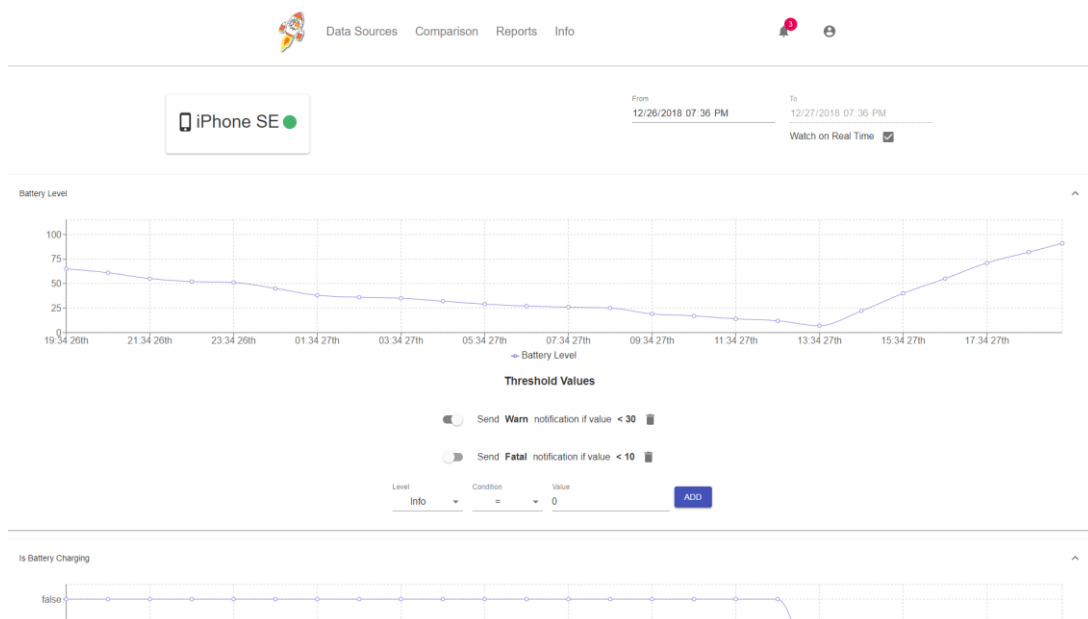 Data Sources Comparison Reports Info 3
iPhone SE
From To
12/26/2018 07:36 PM 12/27/2018 07:36 PM
Watch on Real Time
Battery Level
100
75
50
25
0
19:34 26th 21:34 26th 23:34 26th 01:34 27th 03:34 27th 05:34 27th 07:34 27th 09:34 27th 11:34 27th 13:34 27th 15:34 27th 17:34 27th
Battery Level
Threshold Values
Send Warn notification if value < 30
Send Fatal notification if value < 10
Level Condition Value
Info = 0 ADD
Is Battery Charging
false